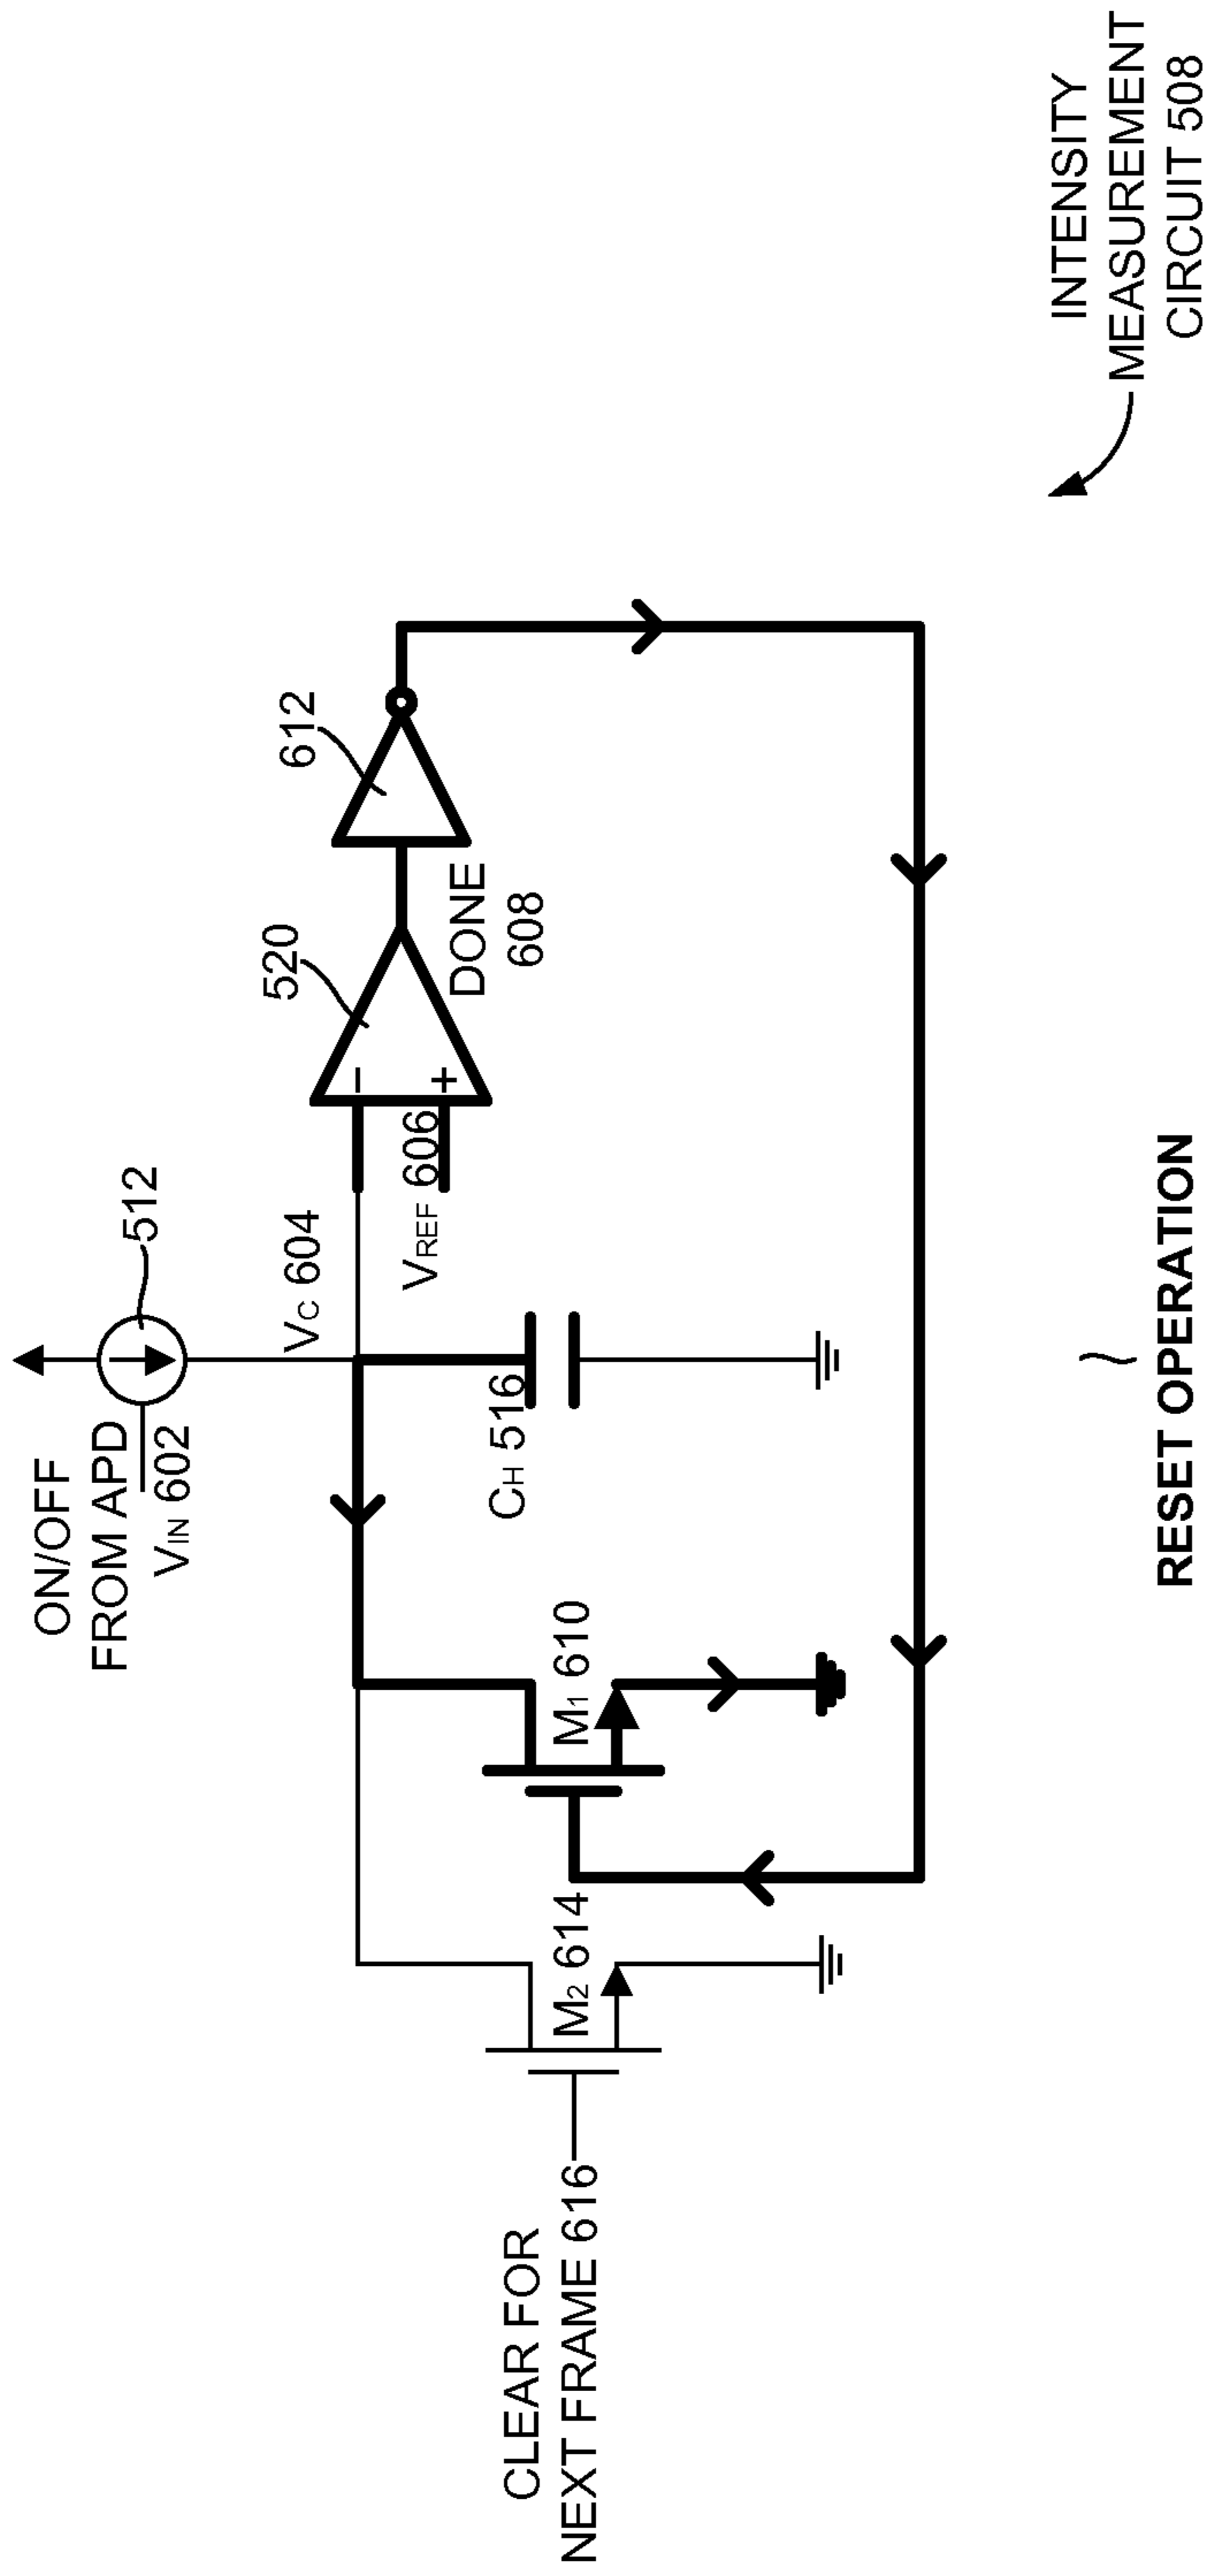 ON/OFF
FROM APD
VIN 602
512
VC 604
VREF 606
−
+
520
DONE
608
612
CH 516
M1 610
M2 614
CLEAR FOR
NEXT FRAME 616
INTENSITY
MEASUREMENT
CIRCUIT 508
RESET OPERATION